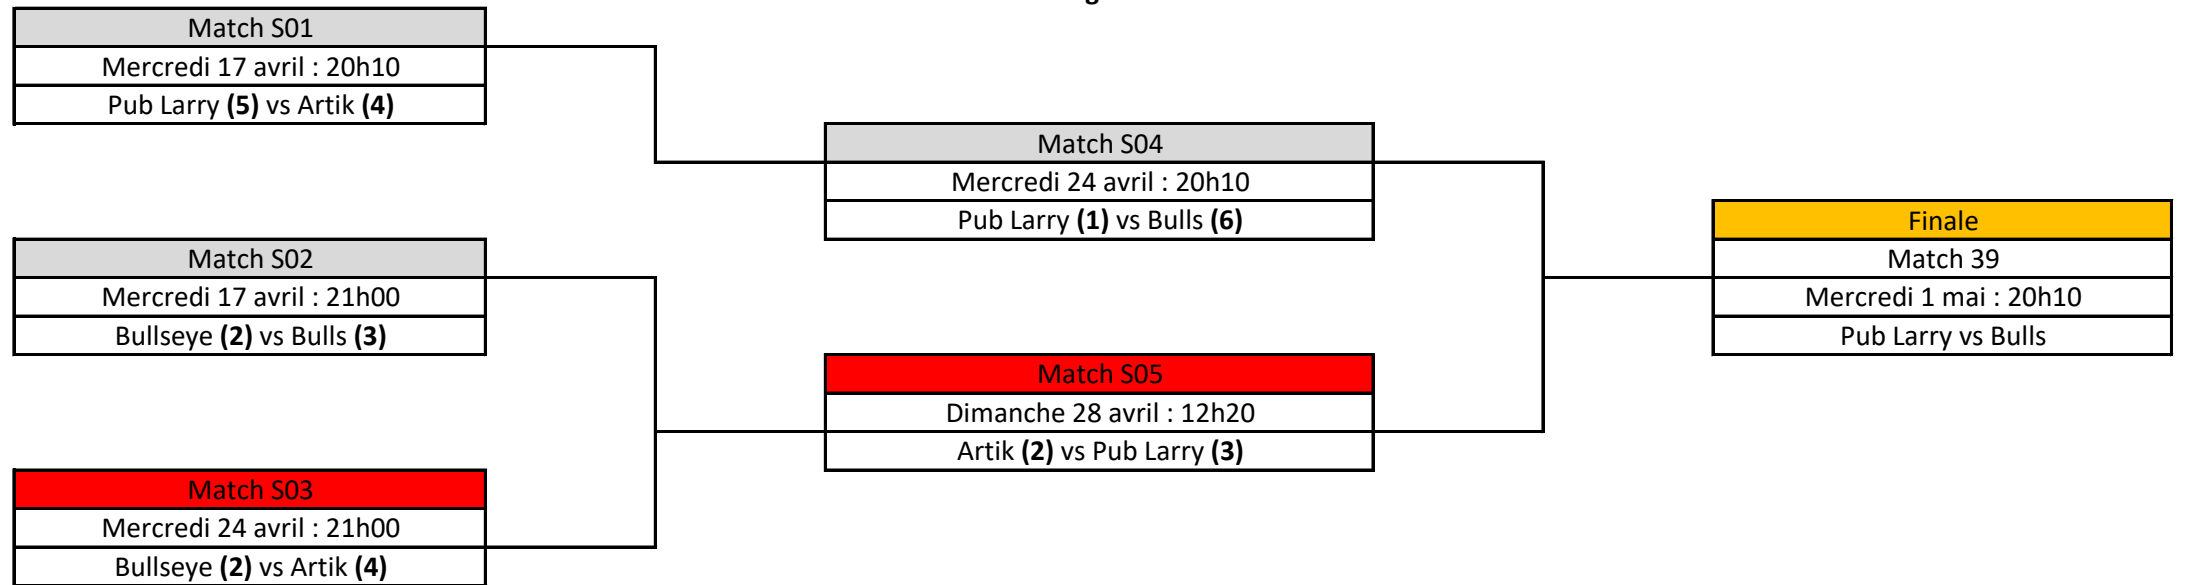 Match S01
Mercredi 17 avril : 20h10
Pub Larry (5) vs Artik (4)
Match S02
Mercredi 17 avril : 21h00
Bullseye (2) vs Bulls (3)
Match S03
Mercredi 24 avril : 21h00
Bullseye (2) vs Artik (4)
Match S04
Mercredi 24 avril : 20h10
Pub Larry (1) vs Bulls (6)
Match S05
Dimanche 28 avril : 12h20
Artik (2) vs Pub Larry (3)
Finale
Match 39
Mercredi 1 mai : 20h10
Pub Larry vs Bulls